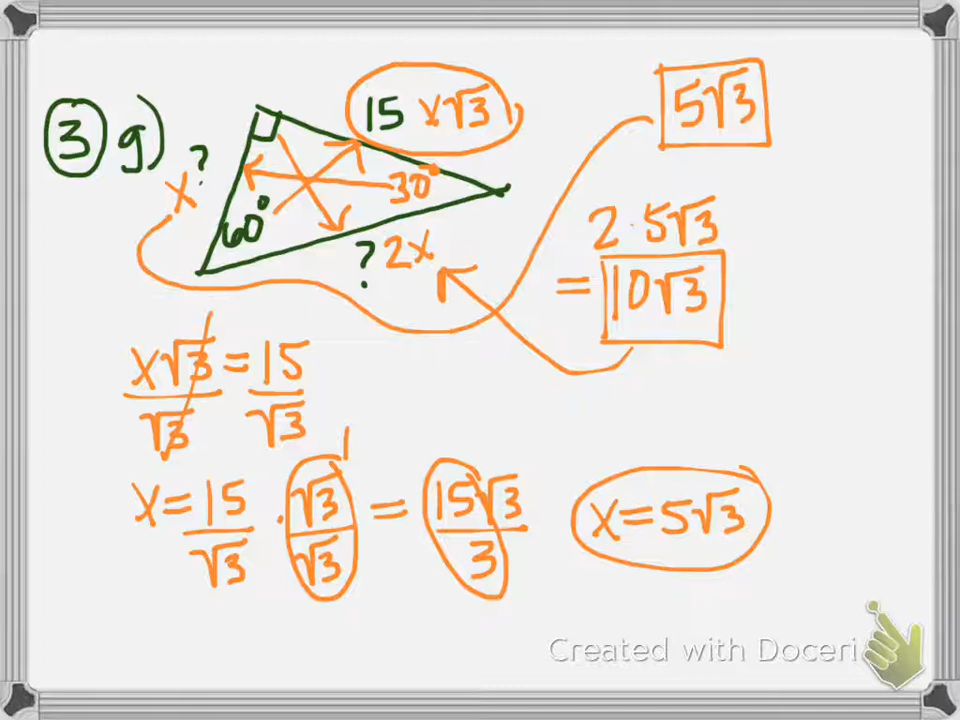 3 g)
15 x√3
5√3
?
x
30°
60°
? 2x
2·5√3
= 10√3
x√3/√3 = 15/√3
x = 15/√3 · √3/√3 = 15√3/3
1
x = 5√3
Created with Doceri